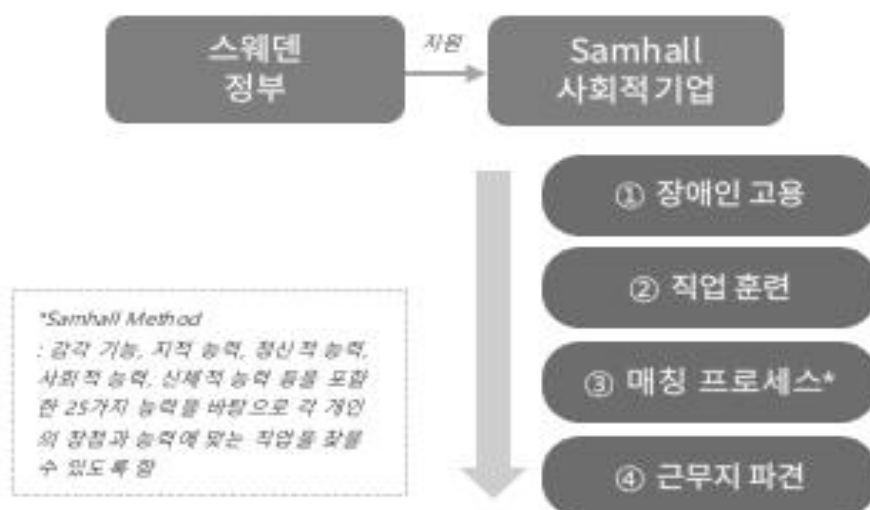 스웨덴
정부
지원
Samhall
사회적기업
① 장애인 고용
② 직업 훈련
③ 매칭 프로세스*
④ 근무지 파견
*Samhall Method
: 감각 기능, 지적 능력, 정신적 능력,
사회적 능력, 신체적 능력 등을 포함
한 25가지 능력을 바탕으로 각 개인
의 장점과 능력에 맞는 직업을 찾을
수 있도록 함